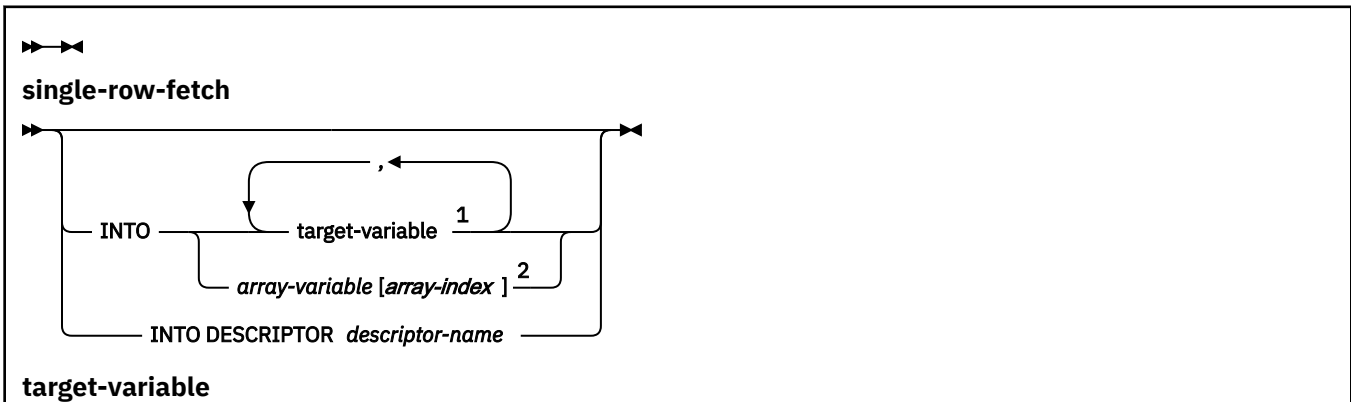 single-row-fetch
,
INTO target-variable 1
array-variable [array-index ] 2
INTO DESCRIPTOR descriptor-name
target-variable